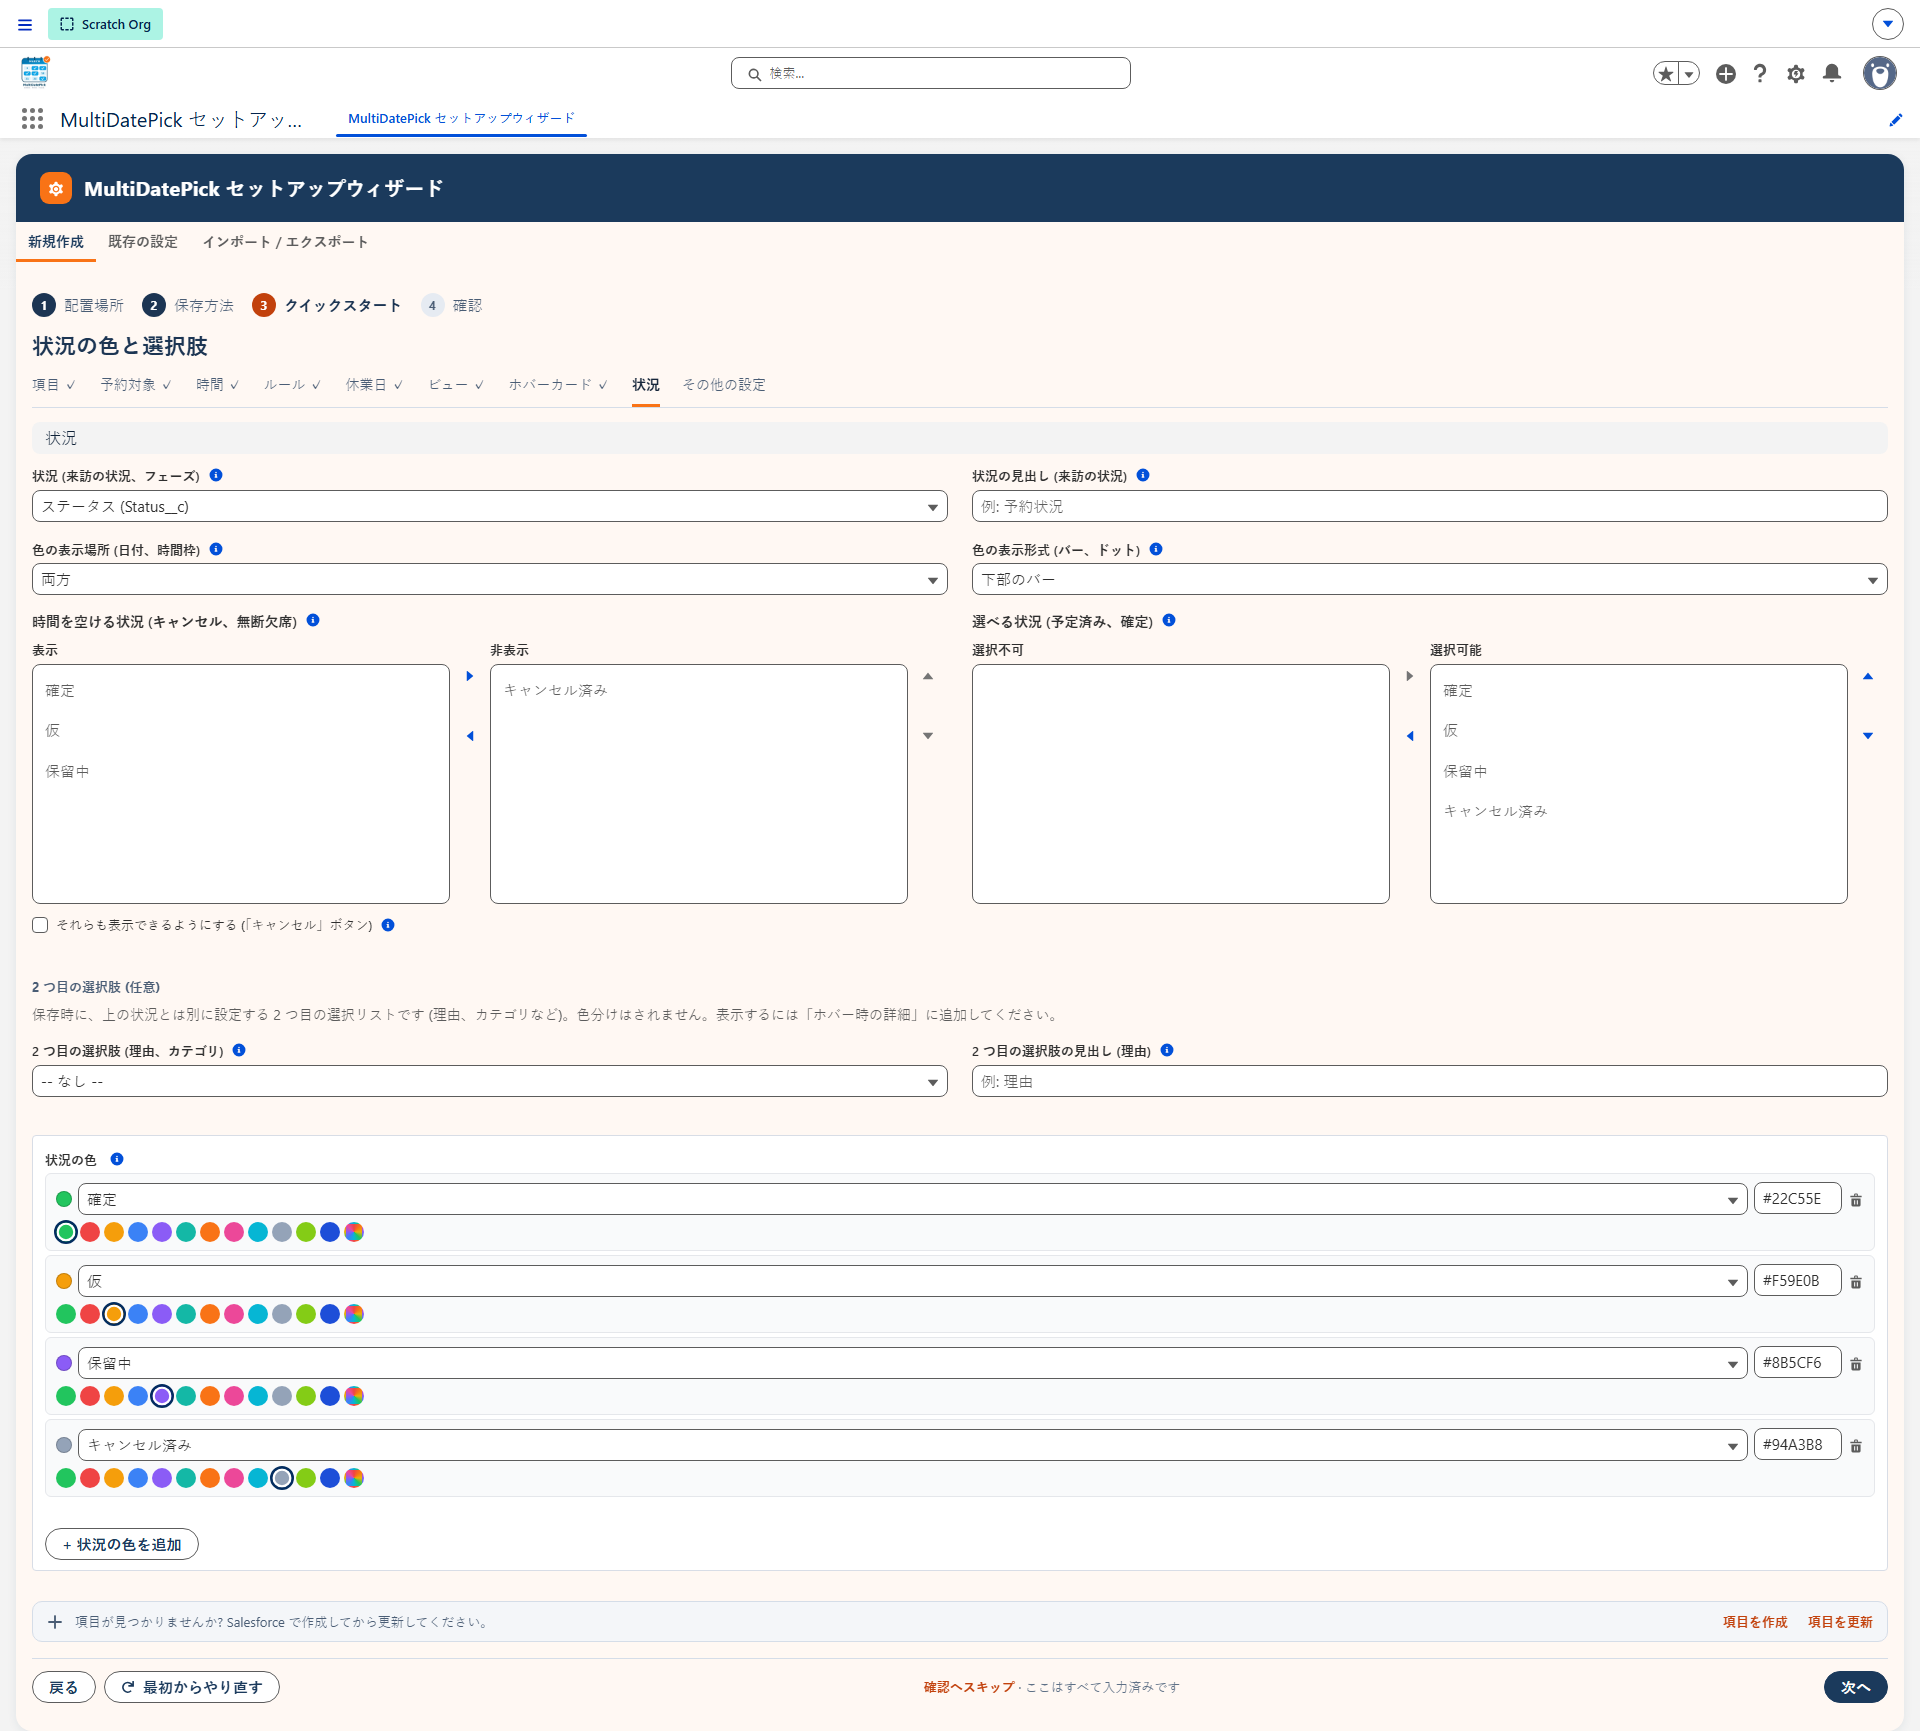 Scratch Org
検索...
MultiDatePick セットアッ...
MultiDatePick セットアップウィザード
MultiDatePick セットアップウィザード
新規作成 既存の設定 インポート / エクスポート
1 配置場所 2 保存方法 3 クイックスタート 4 確認
状況の色と選択肢
項目 ✓ 予約対象 ✓ 時間 ✓ ルール ✓ 休業日 ✓ ビュー ✓ ホバーカード ✓ 状況 その他の設定
状況
状況 (来訪の状況、フェーズ) 状況の見出し (来訪の状況)
ステータス (Status__c) 例: 予約状況
色の表示場所 (日付、時間枠) 色の表示形式 (バー、ドット)
両方 下部のバー
時間を空ける状況 (キャンセル、無断欠席) 選べる状況 (予定済み、確定)
表示 非表示 選択不可 選択可能
確定 キャンセル済み 確定
仮 仮
保留中 保留中
キャンセル済み
それらも表示できるようにする (「キャンセル」ボタン)
2 つ目の選択肢 (任意)
保存時に、上の状況とは別に設定する 2 つ目の選択リストです (理由、カテゴリなど)。色分けはされません。表示するには「ホバー時の詳細」に追加してください。
2 つ目の選択肢 (理由、カテゴリ) 2 つ目の選択肢の見出し (理由)
-- なし -- 例: 理由
状況の色
確定 #22C55E
仮 #F59E0B
保留中 #8B5CF6
キャンセル済み #94A3B8
+ 状況の色を追加
項目が見つかりませんか? Salesforce で作成してから更新してください。 項目を作成 項目を更新
戻る 最初からやり直す 確認へスキップ · ここはすべて入力済みです 次へ